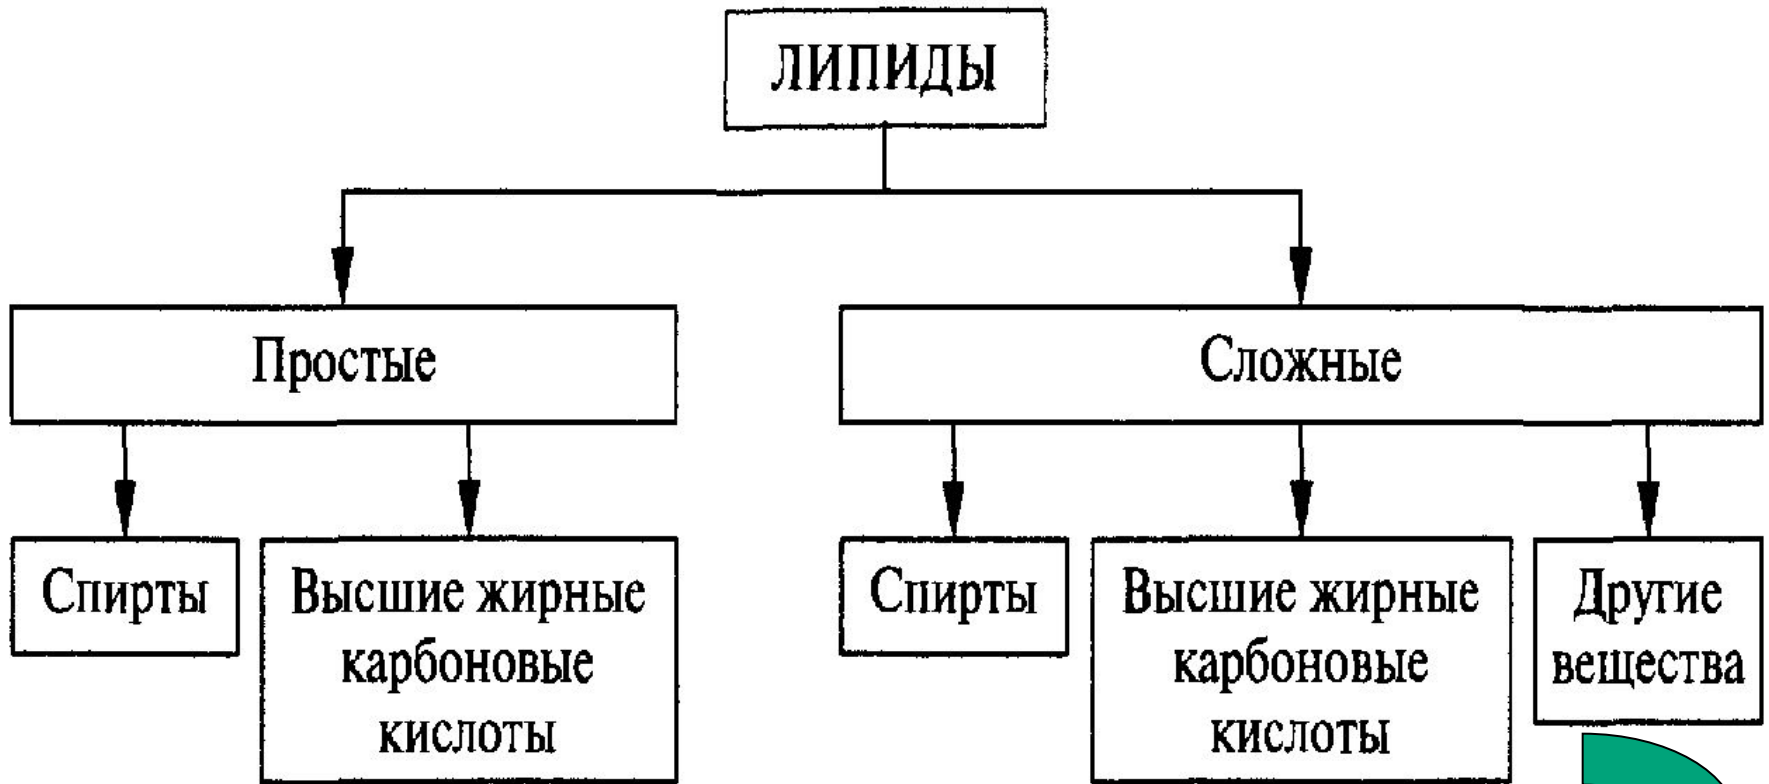 ЛИПИДЫ
Простые
Сложные
Спирты
Высшие жирные
карбоновые
кислоты
Спирты
Высшие жирные
карбоновые
кислоты
Другие
вещества